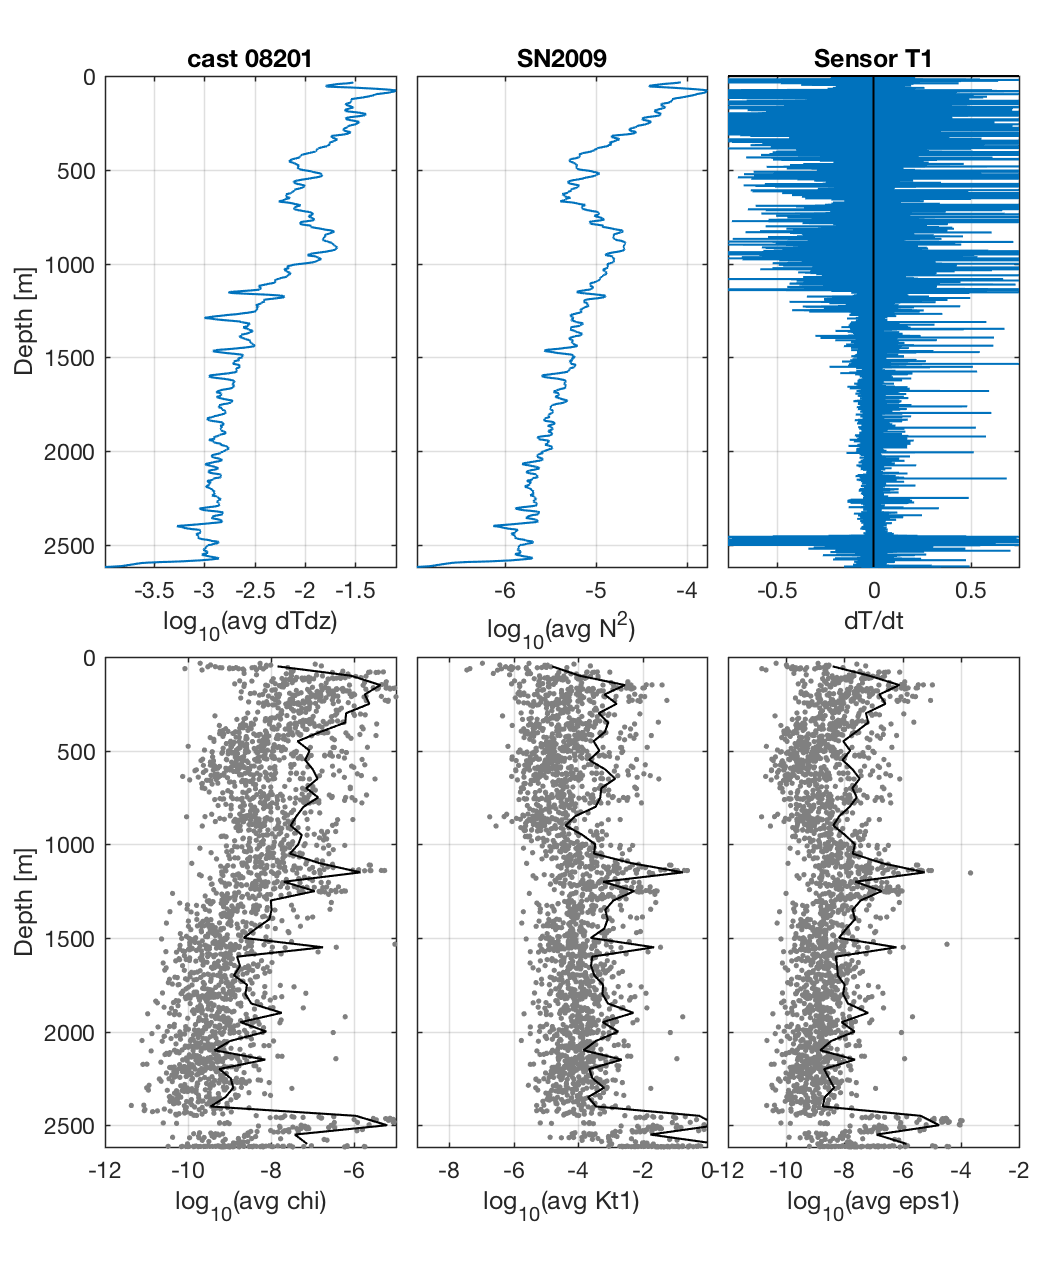 cast 08201 SN2009 Sensor T1
0
500
1000
1500
2000
2500
Depth [m]
-3.5 -3 -2.5 -2 -1.5 -6 -5 -4 -0.5 0 0.5
log10(avg dTdz) log10(avg N2) dT/dt
0
500
1000
1500
2000
2500
Depth [m]
-12 -10 -8 -6 -8 -6 -4 -2 0 -12 -10 -8 -6 -4 -2
log10(avg chi) log10(avg Kt1) log10(avg eps1)